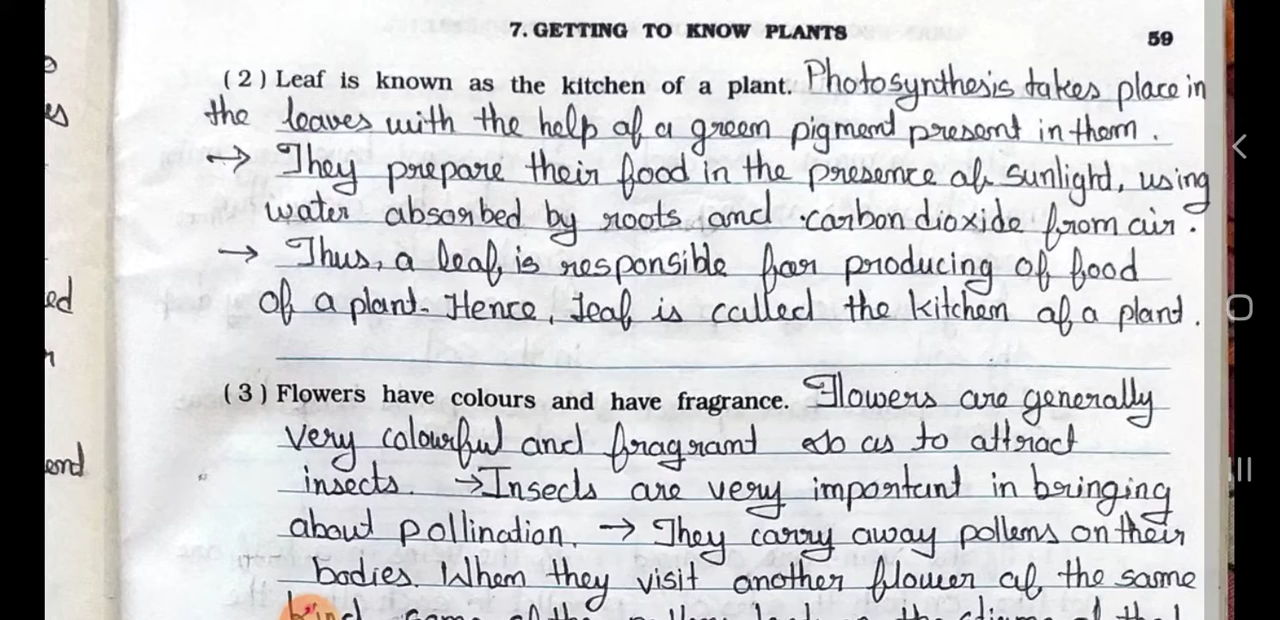 7. GETTING TO KNOW PLANTS 59
(2) Leaf is known as the kitchen of a plant. Photosynthesis takes place in
the leaves with the help of a green pigment present in them.
↔ They prepare their food in the presence of sunlight, using
water absorbed by roots and carbondioxide from air.
→ Thus, a leaf is responsible for producing of food
of a plant. Hence, leaf is called the kitchen of a plant.
(3) Flowers have colours and have fragrance. Flowers are generally
very colourful and fragrant so as to attract
insects. → Insects are very important in bringing
about pollination. → They carry away pollens on their
bodies. When they visit another flower of the same
es
ed
end